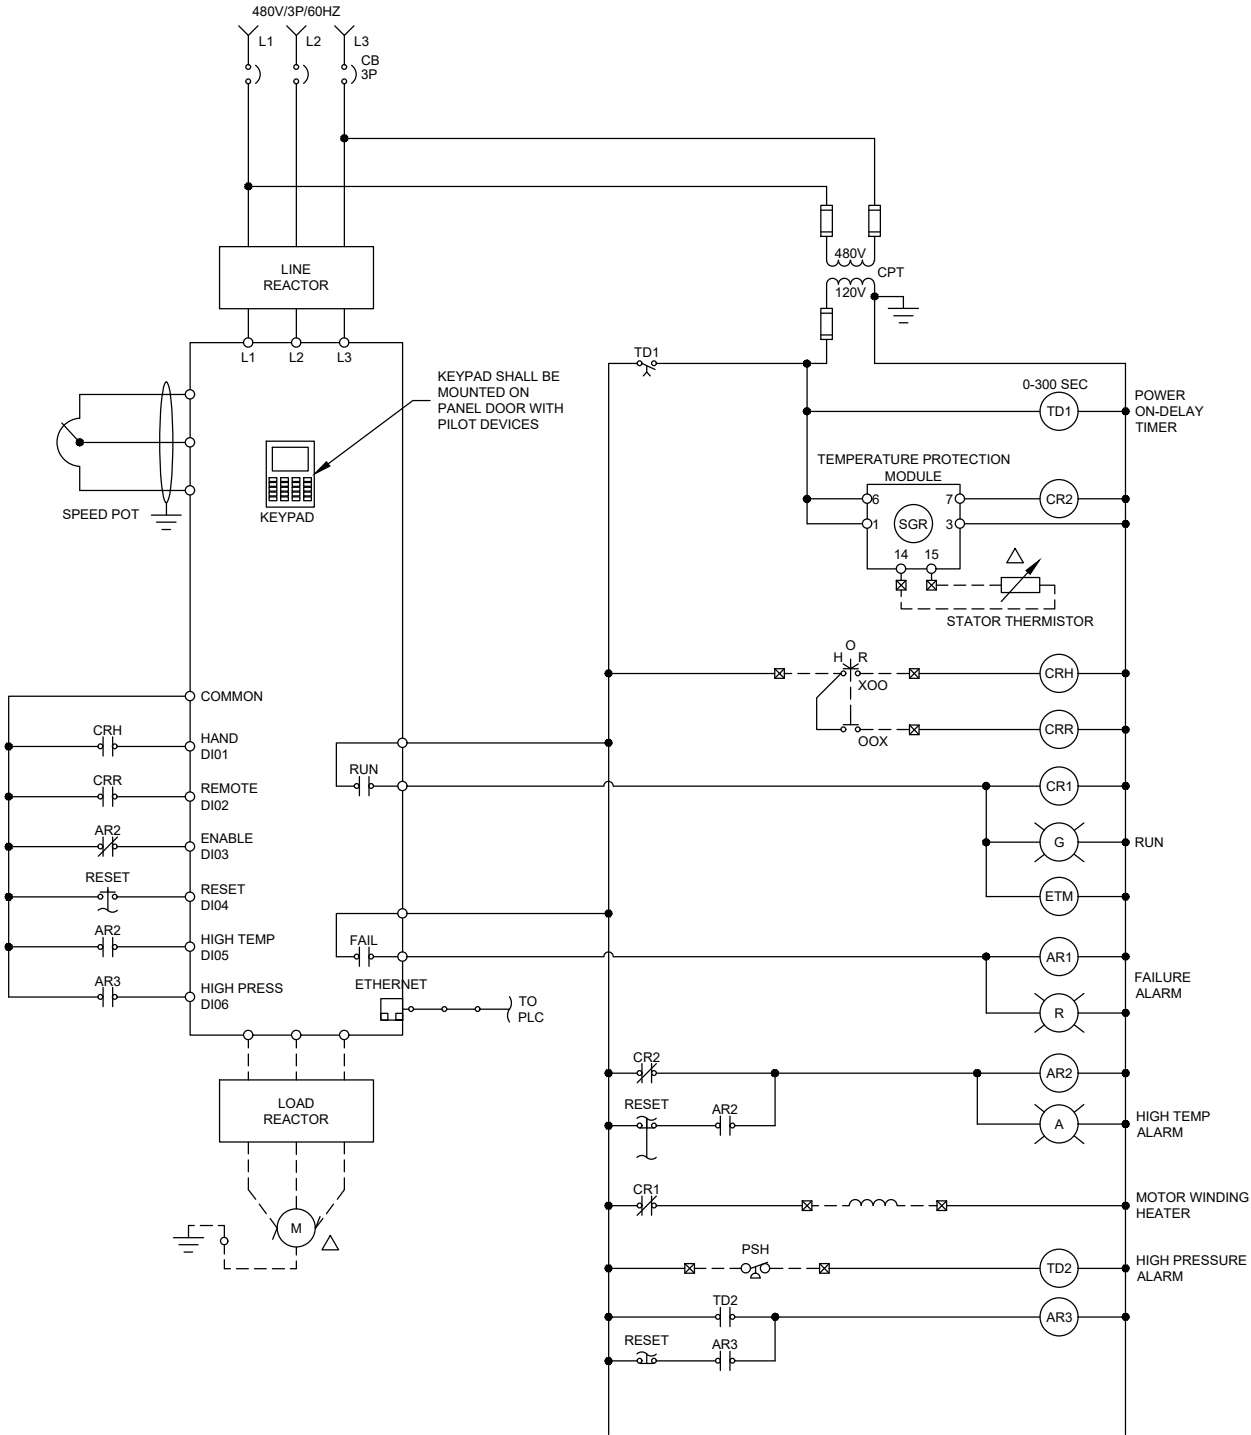 480V/3P/60HZ
L1
L2
L3
CB
3P
LINE
REACTOR
480V
CPT
120V
L1
L2
L3
TD1
KEYPAD SHALL BE
MOUNTED ON
PANEL DOOR WITH
PILOT DEVICES
0-300 SEC
TD1
POWER
ON-DELAY
TIMER
KEYPAD
SPEED POT
TEMPERATURE PROTECTION
MODULE
6
7
1
SGR
3
14
15
CR2
STATOR THERMISTOR
H
O
R
XOO
CRH
OOX
CRR
COMMON
CRH
HAND
DI01
CRR
REMOTE
DI02
AR2
ENABLE
DI03
RESET
RESET
DI04
AR2
HIGH TEMP
DI05
AR3
HIGH PRESS
DI06
RUN
CR1
G
RUN
ETM
FAIL
AR1
FAILURE
ALARM
R
ETHERNET
TO
PLC
LOAD
REACTOR
M
CR2
AR2
RESET
AR2
A
HIGH TEMP
ALARM
CR1
MOTOR WINDING
HEATER
PSH
TD2
HIGH PRESSURE
ALARM
TD2
AR3
RESET
AR3